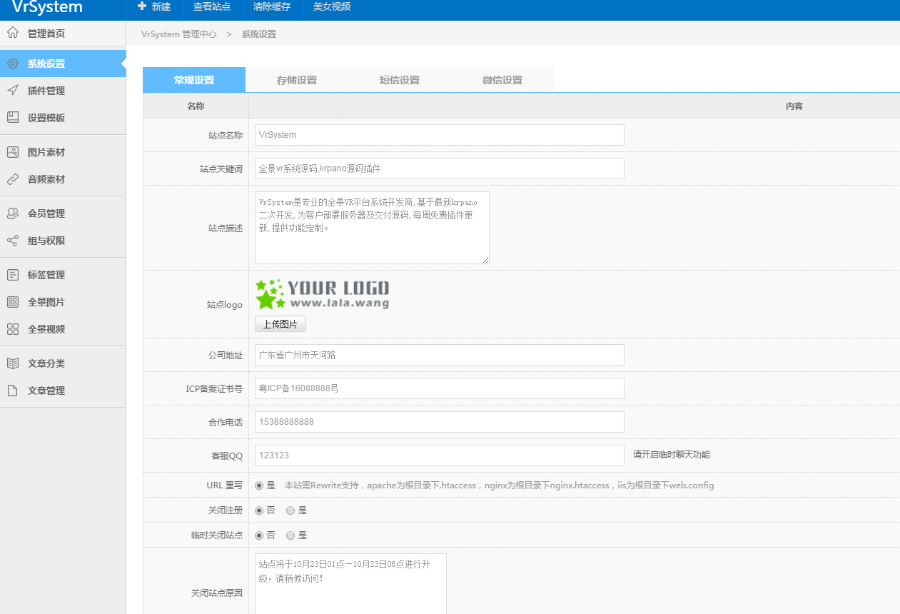 VrSystem
新建 查看站点 清除缓存 美女视频
管理首页
系统设置
插件管理
设置模板
图片素材
音频素材
会员管理
组与权限
标签管理
全景图片
全景视频
文章分类
文章管理
VrSystem 管理中心 > 系统设置
常规设置 存储设置 短信设置 微信设置
名称 内容
站点名称 VrSystem
站点关键词 全景vr系统源码,krpano源码插件
站点描述 VrSystem是专业的全景VR平台系统开发商,基于最新krpano
二次开发,为客户部署服务器及交付源码,每周免费插件更
新,提供功能定制。
站点logo YOUR LOGO
www.lala.wang
上传图片
公司地址 广东省广州市天河路
ICP备案证书号 粤ICP备16088888号
合作电话 15388888888
客服QQ 123123 请开启临时聊天功能
URL 重写 是 本站需Rewrite支持，apache为根目录下.htaccess，nginx为根目录下nginx.htaccess，iis为根目录下web.config
关闭注册 否 是
临时关闭站点 否 是
关闭站点原因 站点将于10月23日01点—10月23日06点进行升
级，请稍候访问！